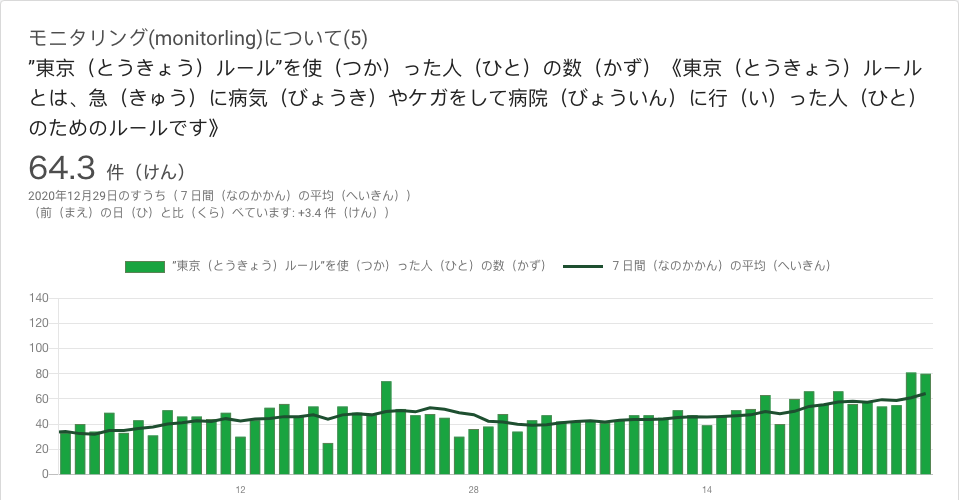 モニタリング(monitorling)について(5)
”東京（とうきょう）ルール”を使（つか）った人（ひと）の数（かず）《東京（とうきょう）ルール
とは、急（きゅう）に病気（びょうき）やケガをして病院（びょういん）に行（い）った人（ひと）
のためのルールです》
64.3 件（けん）
2020年12月29日のすうち（７日間（なのかかん）の平均（へいきん））
（前（まえ）の日（ひ）と比（くら）べています: +3.4 件（けん））
”東京（とうきょう）ルール”を使（つか）った人（ひと）の数（かず） ７日間（なのかかん）の平均（へいきん）
140
120
100
80
60
40
20
0
12 28 14